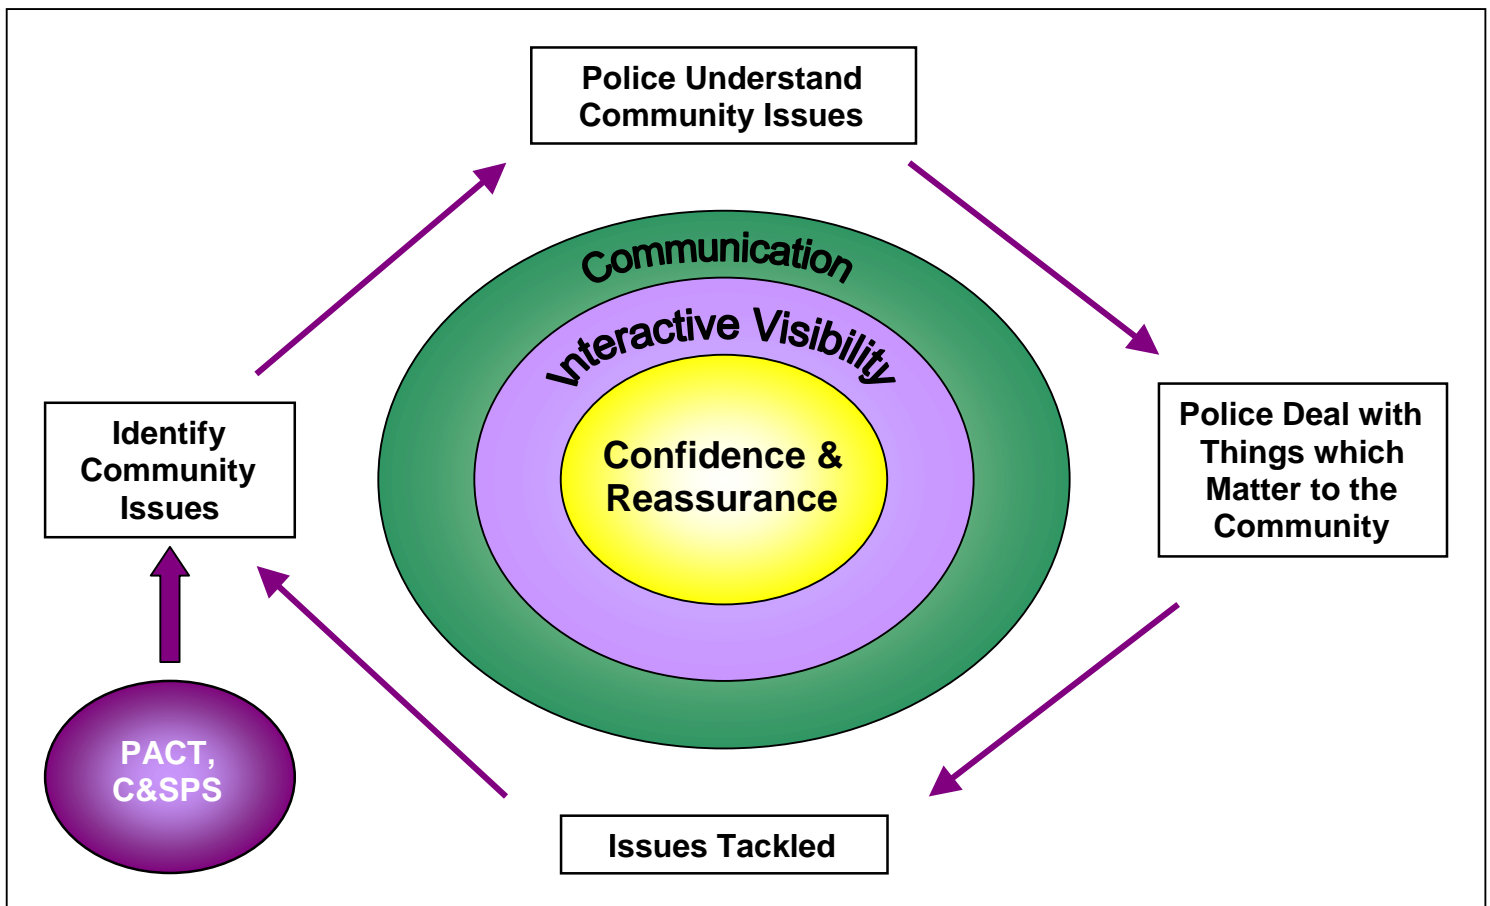 Police Understand
Community Issues
Communication
Interactive Visibility
Confidence &
Reassurance
Identify
Community
Issues
Police Deal with
Things which
Matter to the
Community
PACT,
C&SPS
Issues Tackled